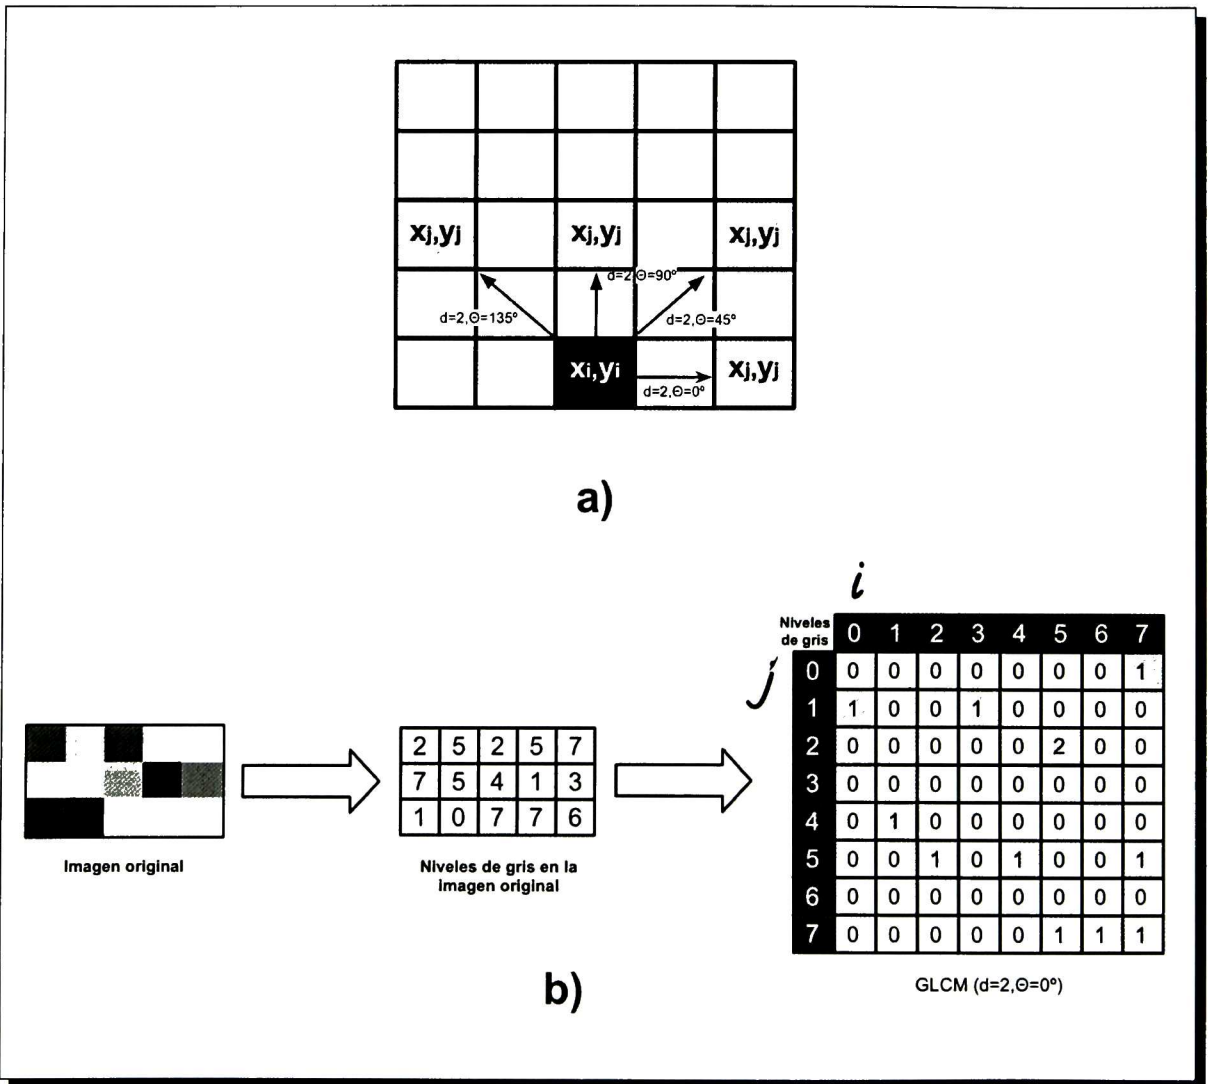 xj,yj xj,yj xj,yj
d=2,Θ=90º
d=2,Θ=135º d=2,Θ=45º
xi,yi xj,yj
d=2,Θ=0º
a)
i
Niveles de gris 0 1 2 3 4 5 6 7
j
0 0 0 0 0 0 0 0 1
1 1 0 0 1 0 0 0 0
2 0 0 0 0 0 2 0 0
3 0 0 0 0 0 0 0 0
4 0 1 0 0 0 0 0 0
5 0 0 1 0 1 0 0 1
6 0 0 0 0 0 0 0 0
7 0 0 0 0 0 1 1 1
2 5 2 5 7
7 5 4 1 3
1 0 7 7 6
Imagen original
Niveles de gris en la
imagen original
GLCM (d=2,Θ=0º)
b)